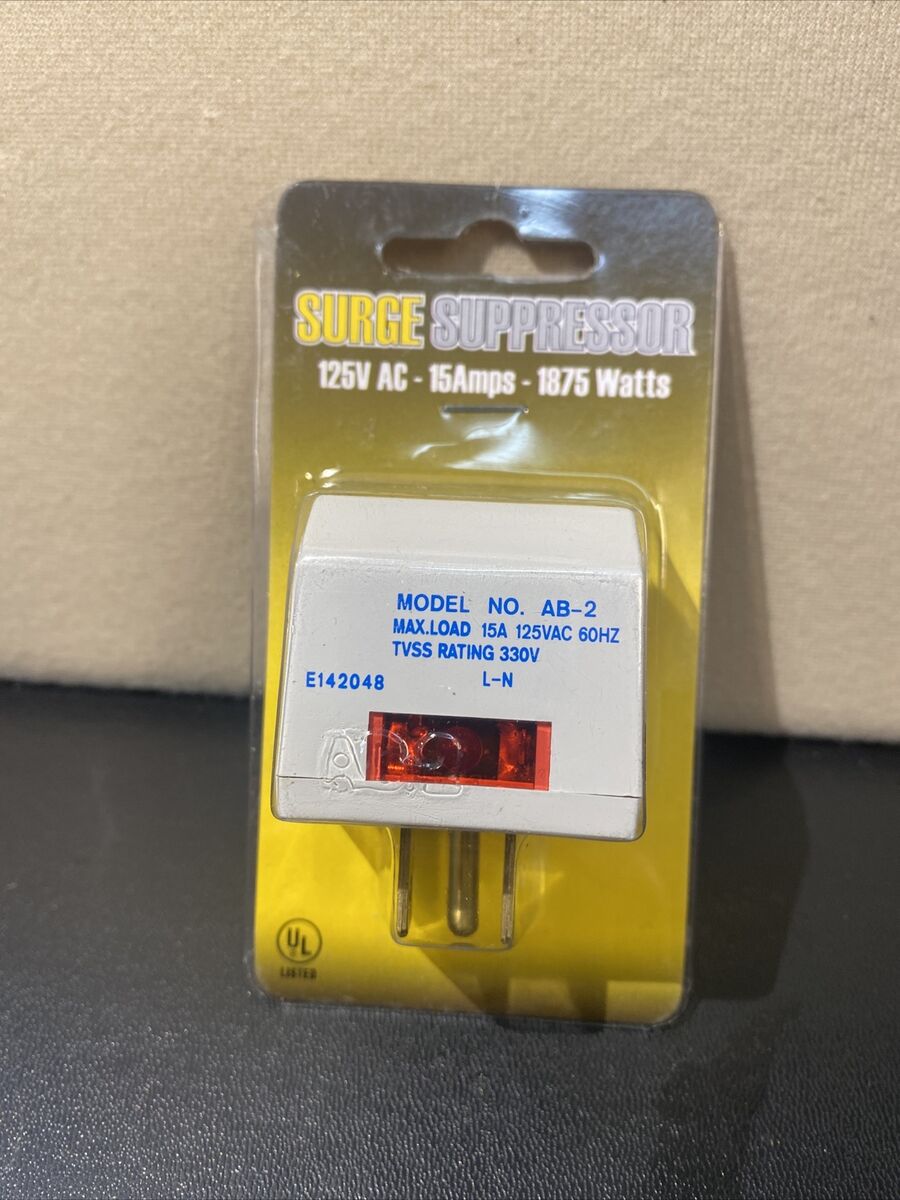 SURGE SUPPRESSOR
125V AC - 15Amps - 1875 Watts
MODEL NO. AB-2
MAX.LOAD 15A 125VAC 60HZ
TVSS RATING 330V
E142048 L-N
UL
LISTED